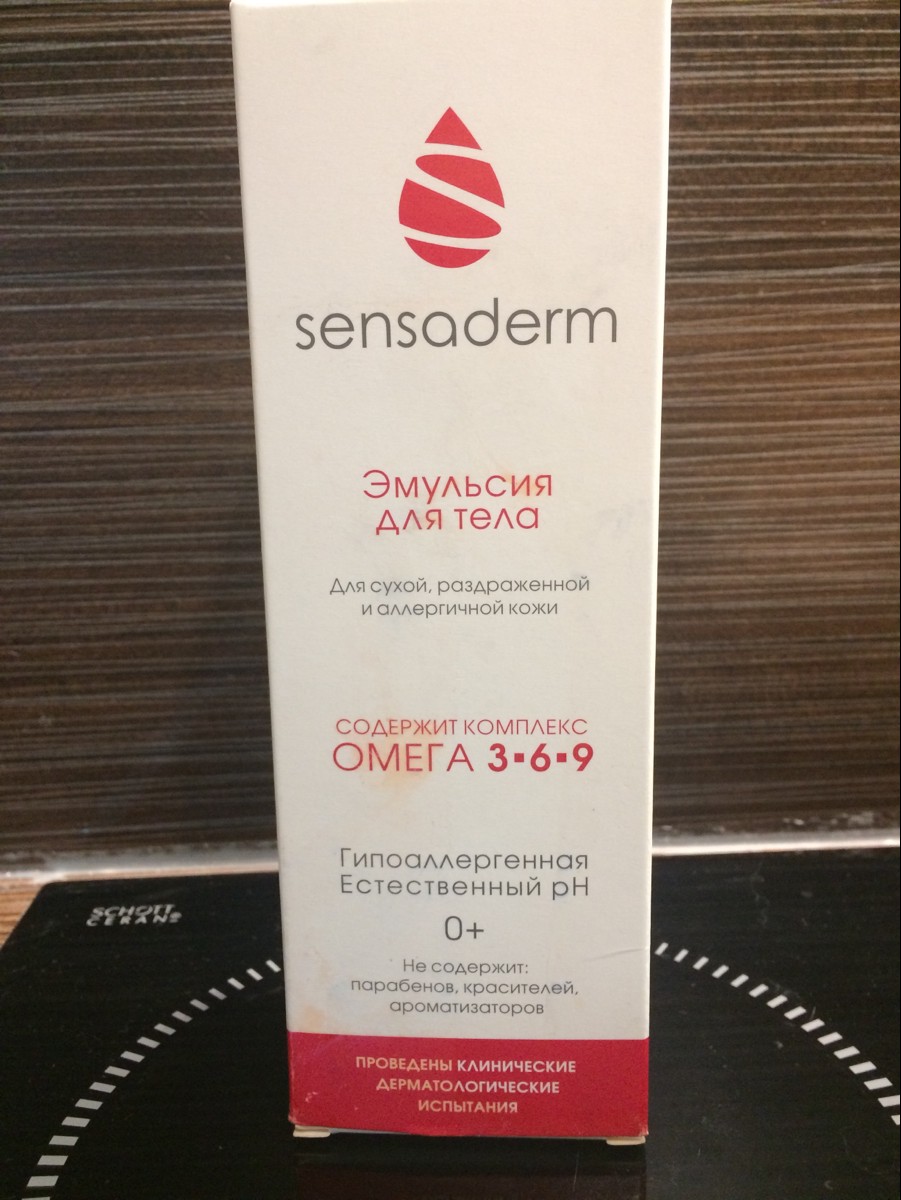 sensaderm
Эмульсия
для тела
Для сухой, раздраженной
и аллергичной кожи
СОДЕРЖИТ КОМПЛЕКС
ОМЕГА 3▪6▪9
Гипоаллергенная
Естественный pH
0+
Не содержит:
парабенов, красителей,
ароматизаторов
ПРОВЕДЕНЫ КЛИНИЧЕСКИЕ
ДЕРМАТОЛОГИЧЕСКИЕ
ИСПЫТАНИЯ
SCHOTT
CERAN®